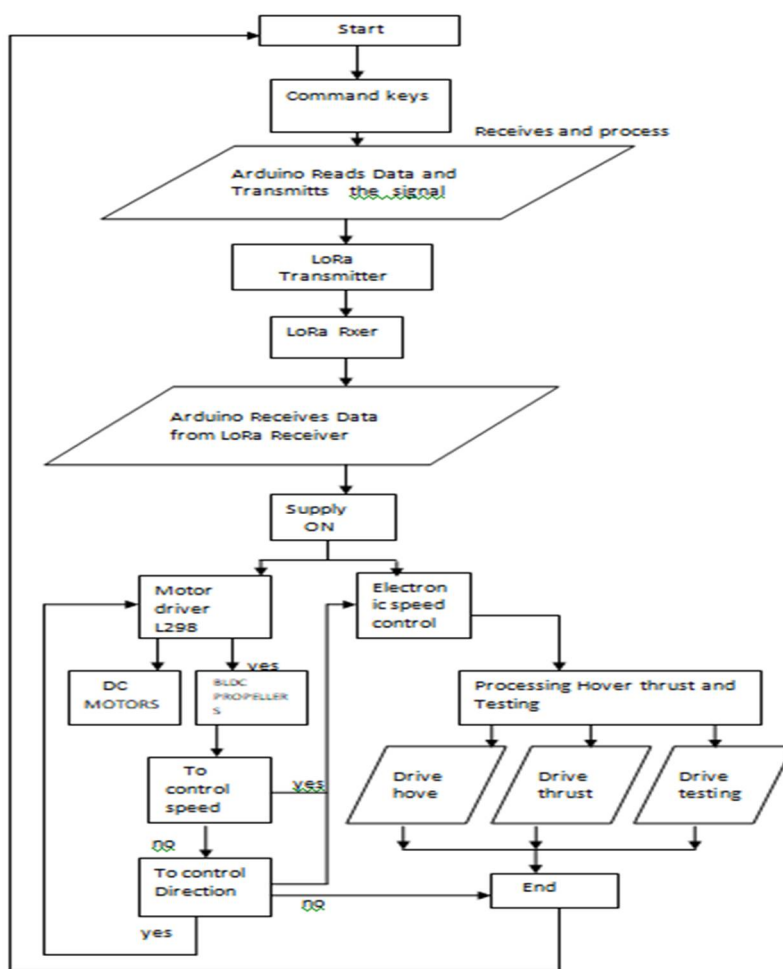 Start
Command keys
Receives and process
Arduino Reads Data and
Transmitts the signal
LoRa
Transmitter
LoRa Rxer
Arduino Receives Data
from LoRa Receiver
Supply
ON
Motor
driver
L298
Electron
ic speed
control
yes
DC
MOTORS
BLDC
PROPELLER
S
Processing Hover thrust and
Testing
To
control
speed
yes
Drive
hove
Drive
thrust
Drive
testing
no
To control
Direction
no
End
yes